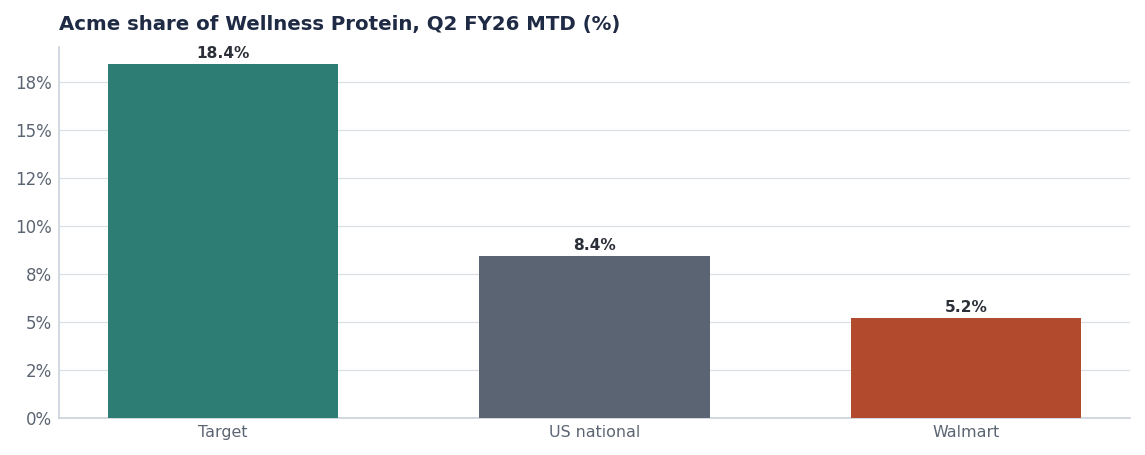 Acme share of Wellness Protein, Q2 FY26 MTD (%)
18.4%
18%
15%
12%
10%
8.4%
8%
5.2%
5%
2%
0%
Target
US national
Walmart